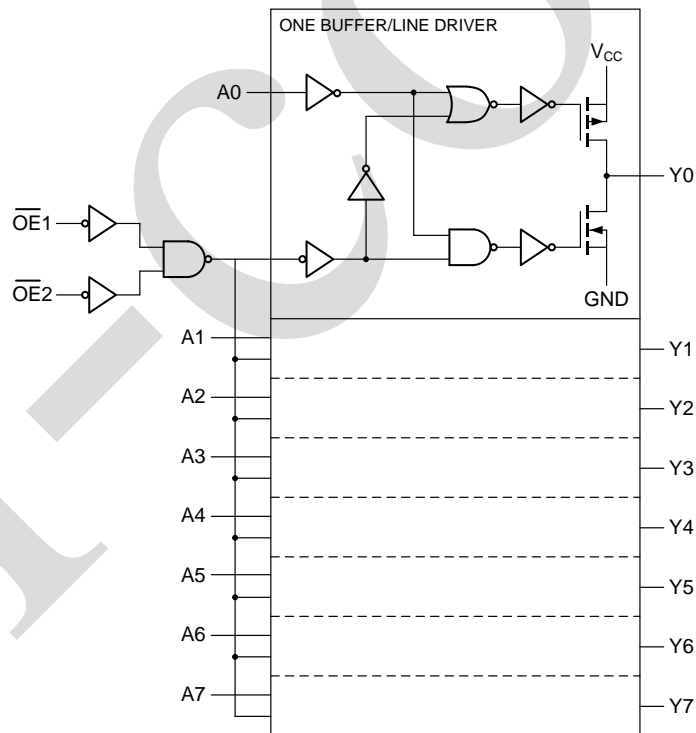 ONE BUFFER/LINE DRIVER
VCC
A0
Y0
OE1
OE2
GND
A1
Y1
A2
Y2
A3
Y3
A4
Y4
A5
Y5
A6
Y6
A7
Y7